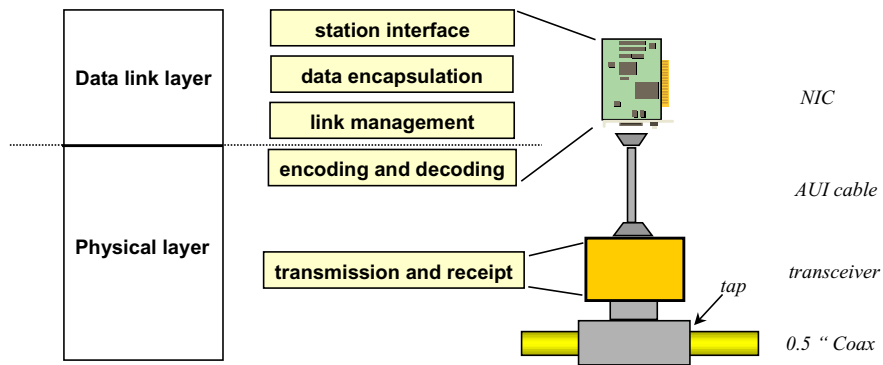 station interface
Data link layer
data encapsulation
NIC
link management
encoding and decoding
AUI cable
Physical layer
transmission and receipt
transceiver
tap
0.5 “ Coax